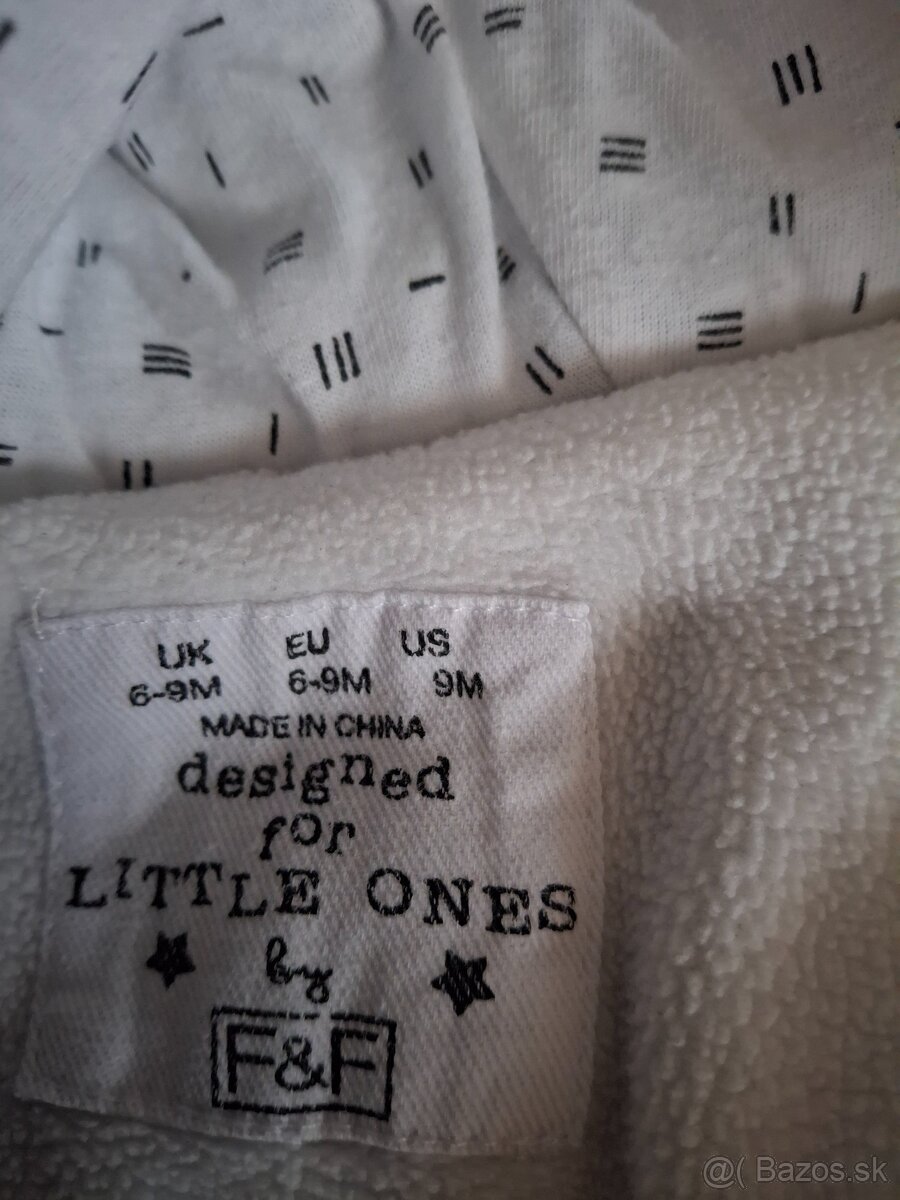 UK EU US
6-9M 6-9M 9M
MADE IN CHINA
designed
for
LITTLE ONES
by
F&F
@( Bazos.sk